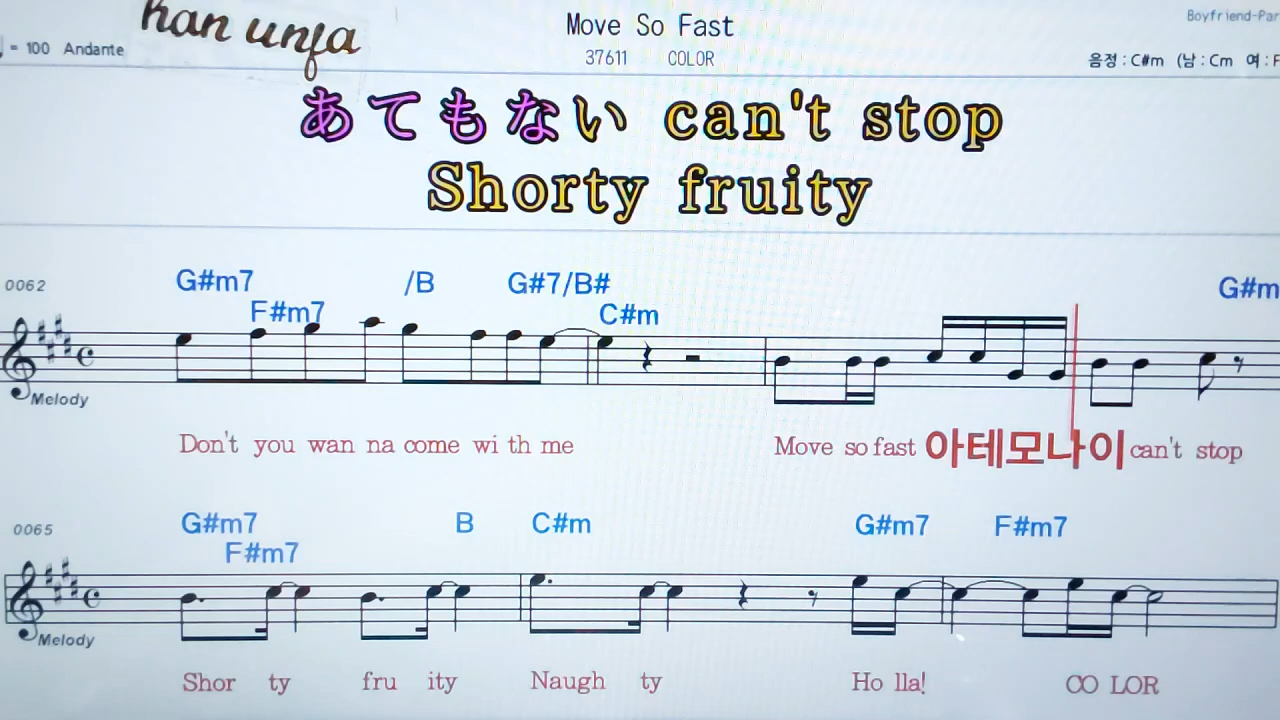 han unfa
Move So Fast
Boyfriend-Par
= 100 Andante
37611 COLOR
음정 : C#m (남 : Cm 여 : F
あてもない can't stop
Shorty fruity
0062
G#m7 /B G#7/B# G#m
F#m7 C#m
Melody
Don't you wan na come wi th me Move so fast 아테모나이 can't stop
0065
G#m7 B C#m G#m7 F#m7
F#m7
Melody
Shor ty fru ity Naugh ty Ho lla! CO LOR